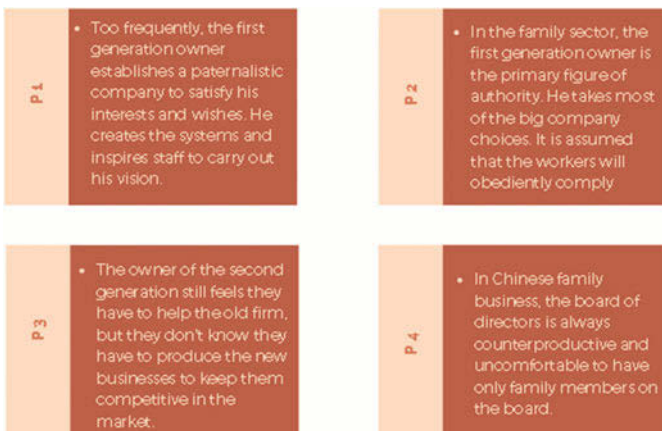 P1
• Too frequently, the first
generation owner
establishes a paternalistic
company to satisfy his
interests and wishes. He
creates the systems and
inspires staff to carry out
his vision.
P2
• In the family sector, the
first generation owner is
the primary figure of
authority. He takes most
of the big company
choices. It is assumed
that the workers will
obediently comply
P3
• The owner of the second
generation still feels they
have to help the old firm,
but they don't know they
have to produce the new
businesses to keep them
competitive in the
market.
P4
• In Chinese family
business, the board of
directors is always
counterproductive and
uncomfortable to have
only family members on
the board.